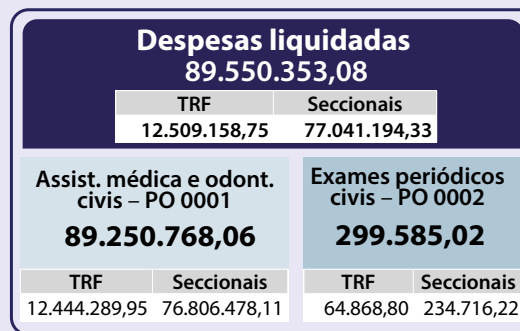 Despesas liquidadas
89.550.353,08
TRF Seccionais
12.509.158,75 77.041.194,33
Assist. médica e odont.
civis – PO 0001
89.250.768,06
TRF Seccionais
12.444.289,95 76.806.478,11
Exames periódicos
civis – PO 0002
299.585,02
TRF Seccionais
64.868,80 234.716,22